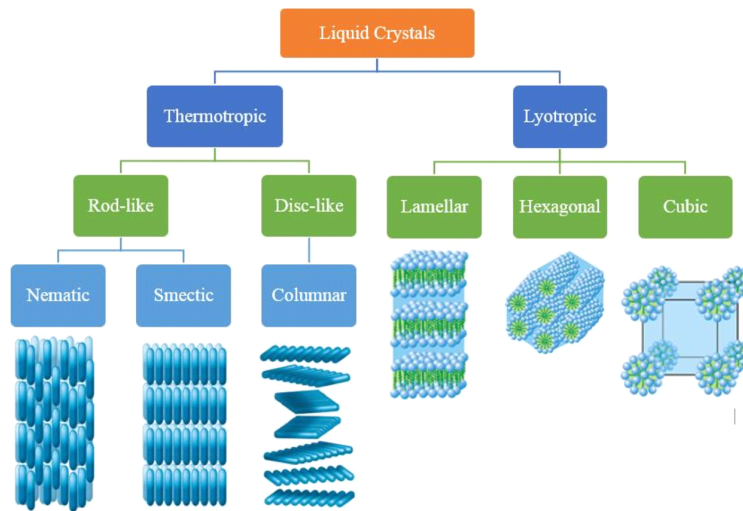 Liquid Crystals
Thermotropic
Lyotropic
Rod-like
Disc-like
Lamellar
Hexagonal
Cubic
Nematic
Smectic
Columnar